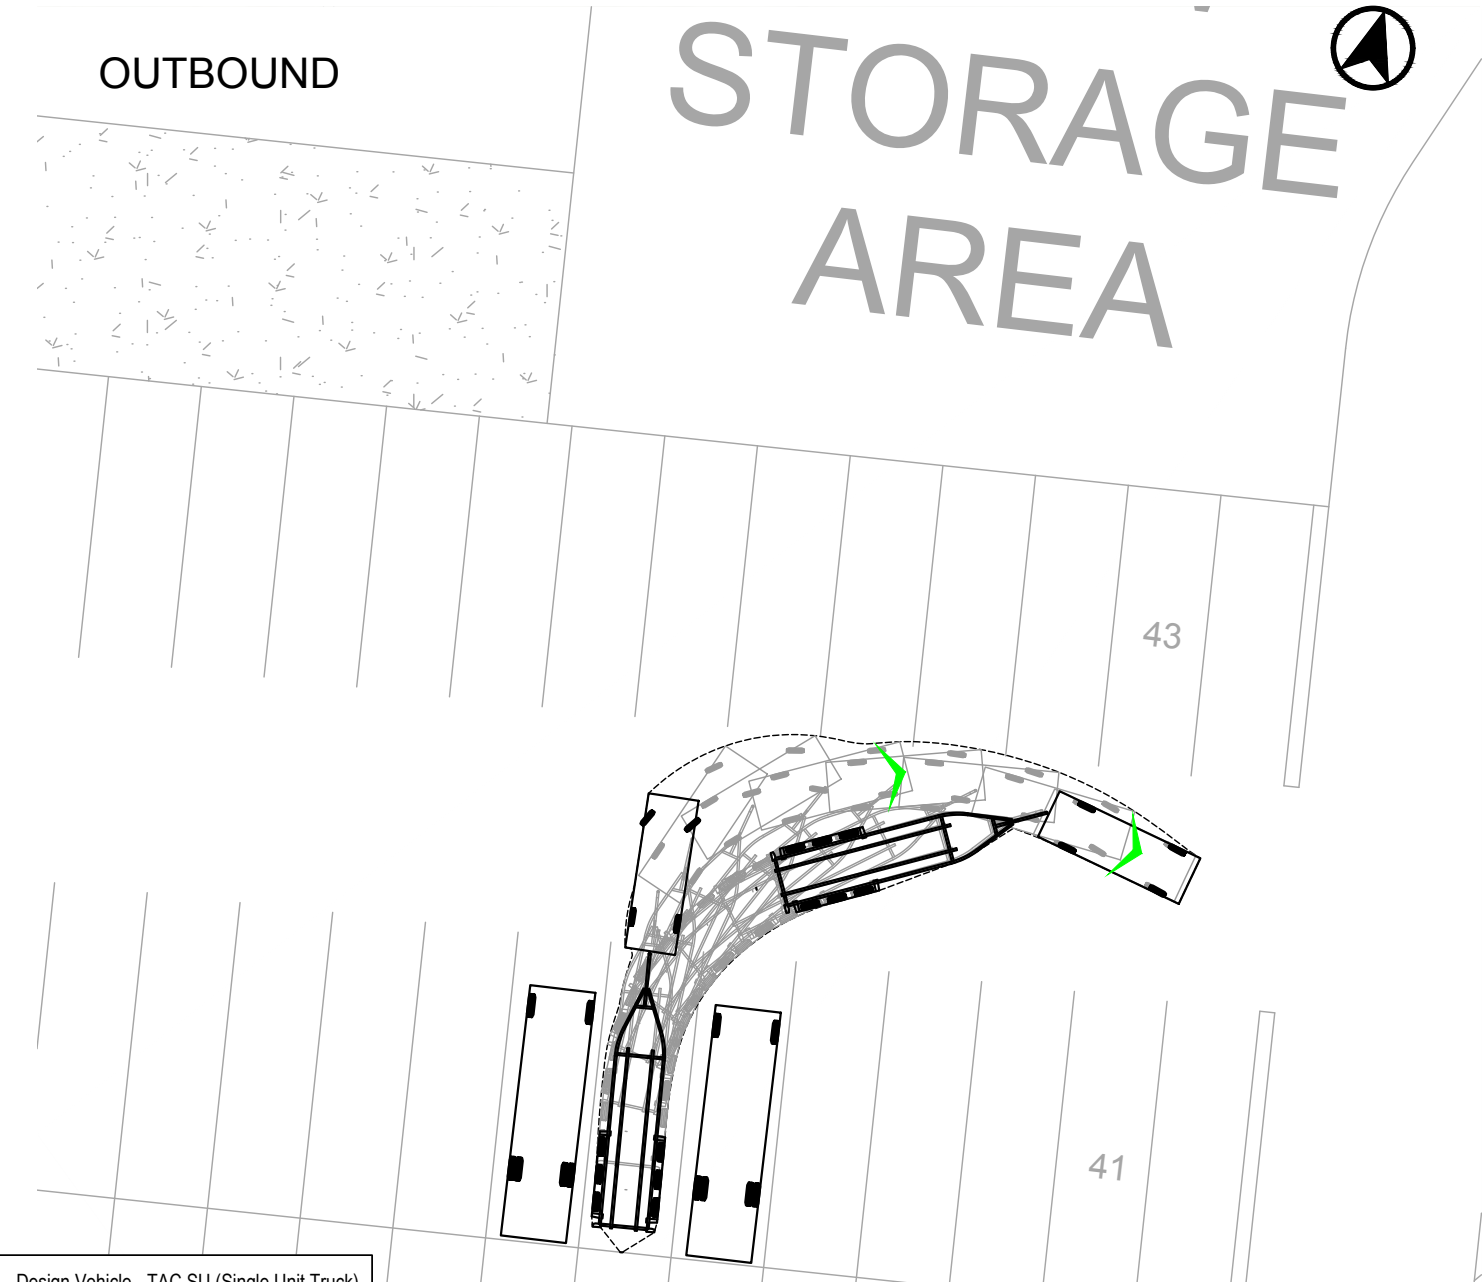 OUTBOUND
STORAGE
AREA
43
41
Design Vehicle - TAC SU (Single Unit Truck)